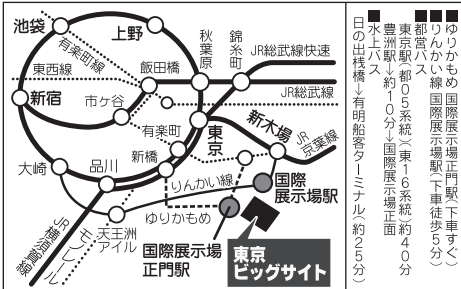 池袋
上野
有楽町線
東西線
飯田橋
秋葉原
錦糸町
JR総武線快速
JR総武線
新宿
市ヶ谷
有楽町
東京
新木場
JR京葉線
大崎
品川
新橋
りんかい線
国際
展示場駅
ゆりかもめ
天王洲
アイル
国際展示場
正門駅
東京
ビッグサイト
JR横須賀線
モノレール
■ゆりかもめ 国際展示場正門駅(下車すぐ)
■りんかい線 国際展示場駅(下車徒歩5分)
■都営バス
東京駅(都05系統)(東16系統)約40分
豊洲駅→約10分→国際展示場正面
■水上バス
日の出桟橋→有明船客ターミナル(約25分)